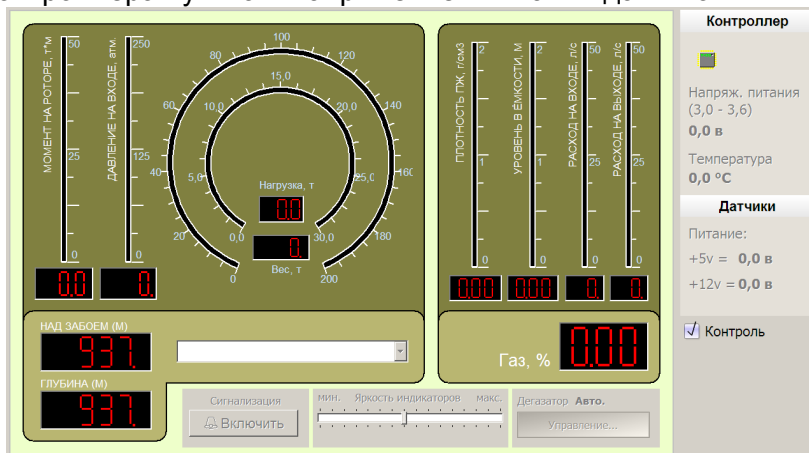 Контроллер
Напряж. питания
(3,0 - 3,6)
0,0 в
Температура
0,0 ºC
Датчики
Питание:
+5v = 0,0 в
+12v = 0,0 в
Контроль
МОМЕНТ НА РОТОРЕ, т*м
50
25
0
0.0
ДАВЛЕНИЕ НА ВХОДЕ, атм.
250
125
0
0.
0
20
40
60
80
100
120
140
160
180
200
0,0
5,0
10,0
15,0
20,0
25,0
30,0
Нагрузка, т
0.0
0.
Вес, т
ПЛОТНОСТЬ ПЖ, г/см3
2
1
0
0.00
УРОВЕНЬ В ЕМКОСТИ, М
2
1
0
0.00
РАСХОД НА ВХОДЕ, л/с
50
25
0
0.
РАСХОД НА ВЫХОДЕ, л/с
50
25
0
0.
НАД ЗАБОЕМ (М)
937.
ГЛУБИНА (М)
937.
Газ, % 0.00
Сигнализация
Включить
мин. Яркость индикаторов макс.
Дегазатор Авто.
Управление...